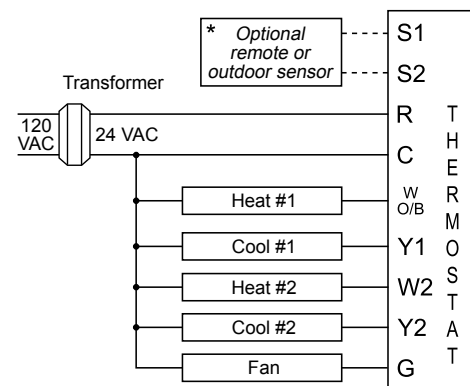 * Optional
remote or
outdoor sensor
S1
S2
Transformer
120
VAC
24 VAC
R
C
Heat #1
W
O/B
Cool #1
Y1
Heat #2
W2
Cool #2
Y2
Fan
G
THERMOSTAT